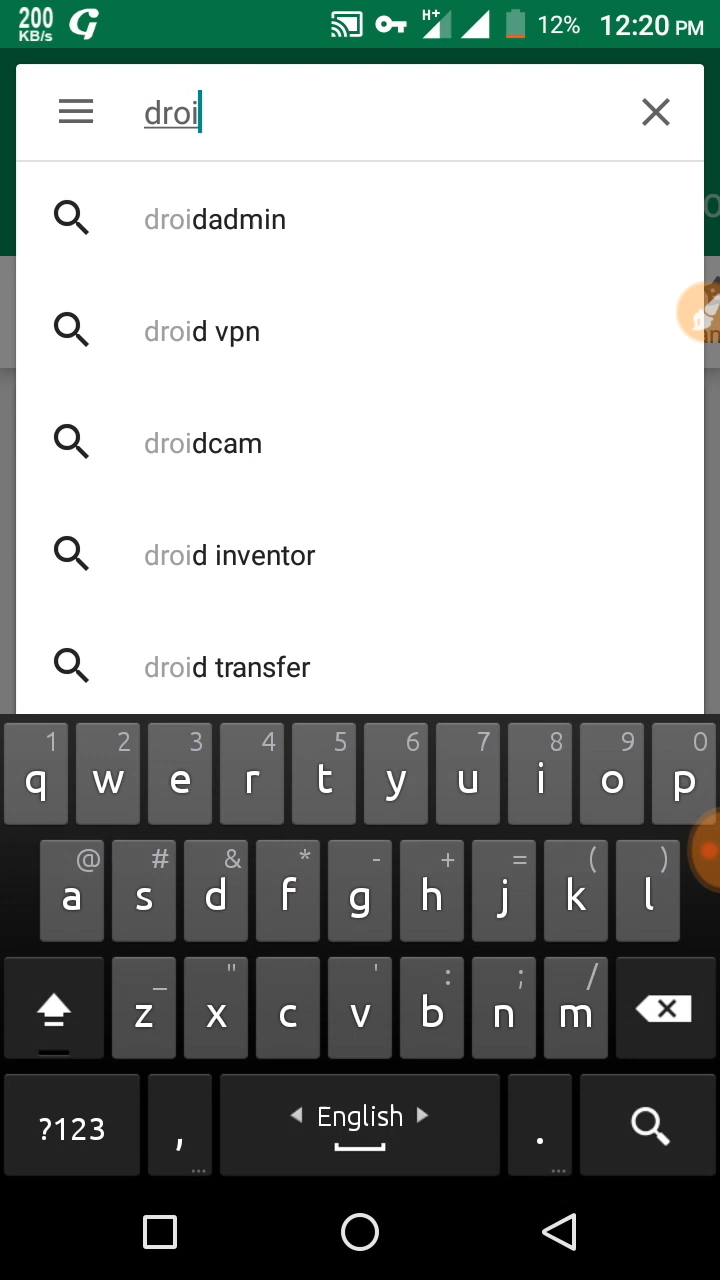 200 KB/s G H+ 12% 12:20 PM
droi
droidadmin
droid vpn
droidcam
droid inventor
droid transfer
1 2 3 4 5 6 7 8 9 0
q w e r t y u i o p
@ # & * - + = ( )
a s d f g h j k l
_ " ' : ; /
z x c v b n m
?123 , ... English . ...